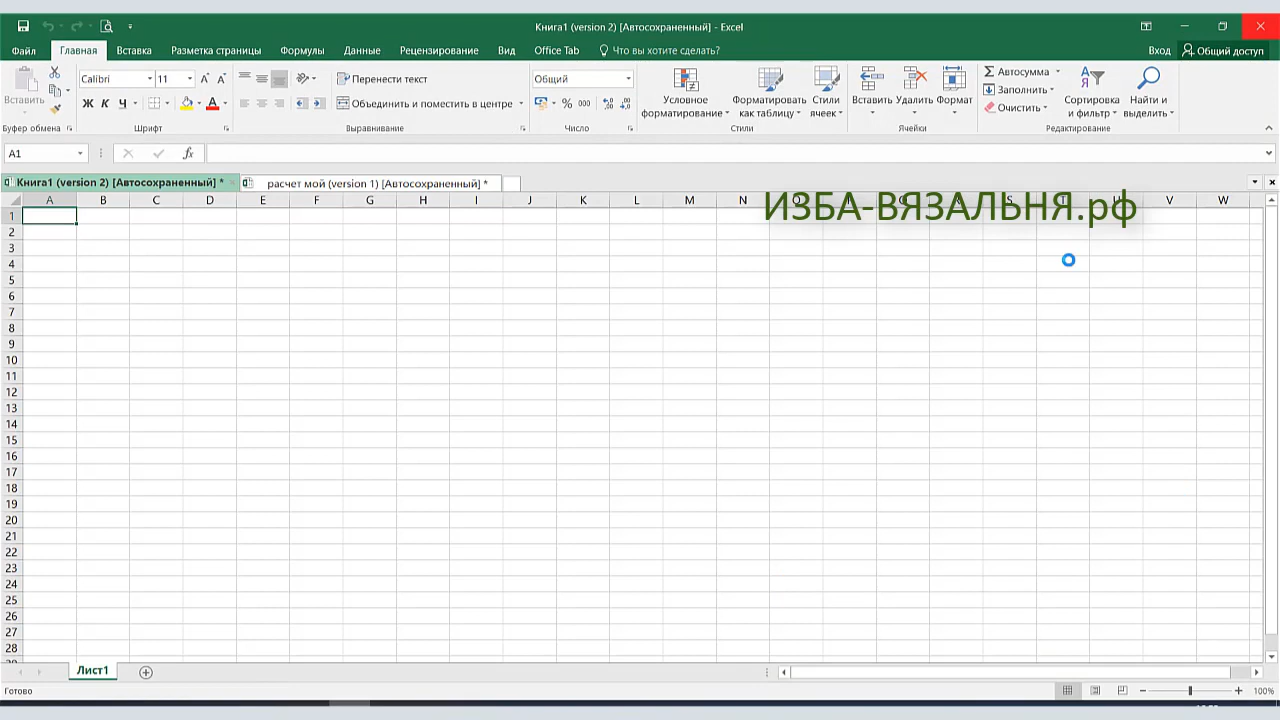 Книга1 (version 2) [Автосохраненный] - Excel
Файл Главная Вставка Разметка страницы Формулы Данные Рецензирование Вид Office Tab Что вы хотите сделать? Вход Общий доступ
Вставить
Calibri 11
Ж К Ч А
Перенести текст
Объединить и поместить в центре
Общий
% 000
Условное форматирование
Форматировать как таблицу
Стили ячеек
Вставить Удалить Формат
Автосумма
Заполнить
Очистить
Сортировка и фильтр
Найти и выделить
Буфер обмена Шрифт Выравнивание Число Стили Ячейки Редактирование
A1 fx
Книга1 (version 2) [Автосохраненный] * расчет мой (version 1) [Автосохраненный] *
ИЗБА-ВЯЗАЛЬНЯ.рф
A B C D E F G H I J K L M N O Q R S T U V W
1
2
3
4
5
6
7
8
9
10
11
12
13
14
15
16
17
18
19
20
21
22
23
24
25
26
27
28
Лист1
Готово 100%